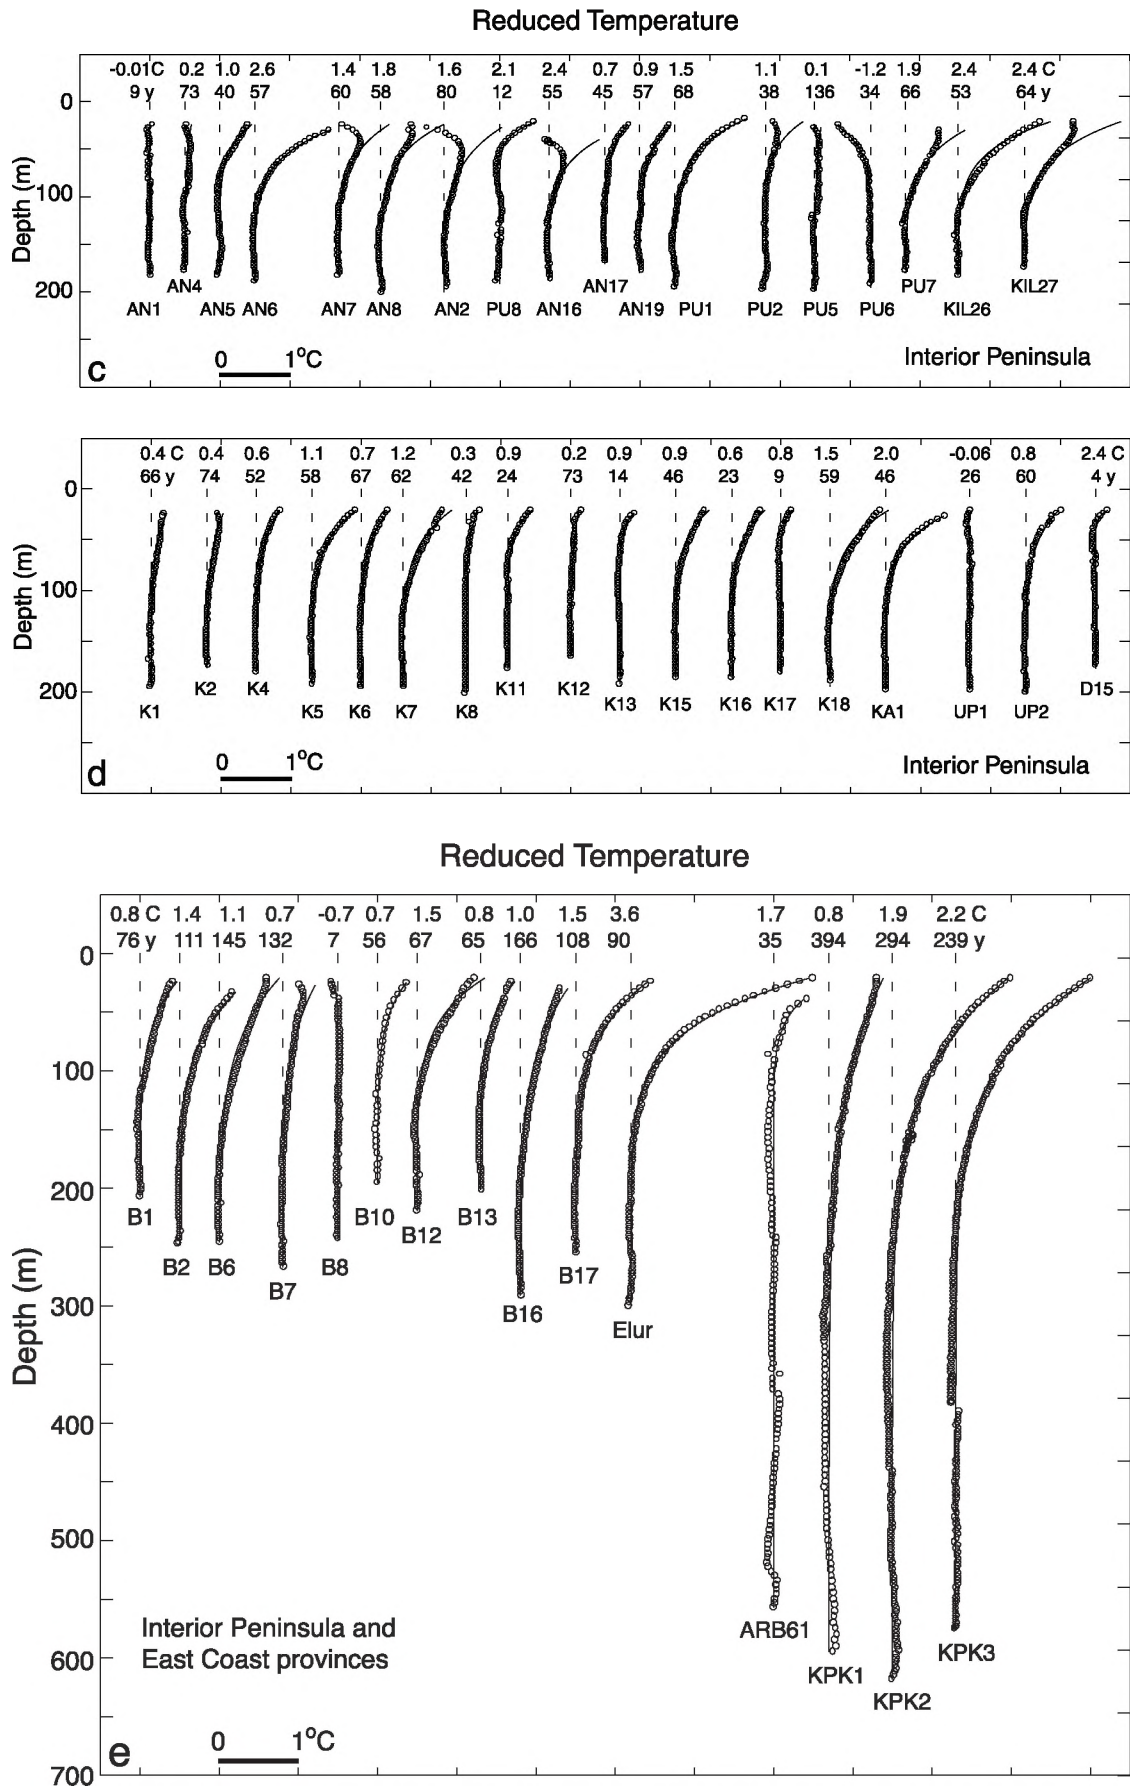 Reduced Temperature
-0.01C 0.2 1.0 2.6 1.4 1.8 1.6 2.1 2.4 0.7 0.9 1.5 1.1 0.1 -1.2 1.9 2.4 2.4 C
9 y 73 40 57 60 58 80 12 55 45 57 68 38 136 34 66 53 64 y
0
100
200
Depth (m)
AN4 AN17 PU7 KIL27
AN1 AN5 AN6 AN7 AN8 AN2 PU8 AN16 AN19 PU1 PU2 PU5 PU6 KIL26
0 1°C
Interior Peninsula
c
0.4 C 0.4 0.6 1.1 0.7 1.2 0.3 0.9 0.2 0.9 0.9 0.6 0.8 1.5 2.0 -0.06 0.8 2.4 C
66 y 74 52 58 67 62 42 24 73 14 46 23 9 59 46 26 60 4 y
0
100
200
Depth (m)
K2 K4 K11 K12 D15
K1 K5 K6 K7 K8 K13 K15 K16 K17 K18 KA1 UP1 UP2
0 1°C
Interior Peninsula
d
Reduced Temperature
0.8 C 1.4 1.1 0.7 -0.7 0.7 1.5 0.8 1.0 1.5 3.6 1.7 0.8 1.9 2.2 C
76 y 111 145 132 7 56 67 65 166 108 90 35 394 294 239 y
0
100
200
300
400
500
600
700
Depth (m)
B1 B10 B13
B12
B2 B6 B8 B17
B7
B16
Elur
ARB61
KPK3
KPK1
KPK2
Interior Peninsula and
East Coast provinces
0 1°C
e